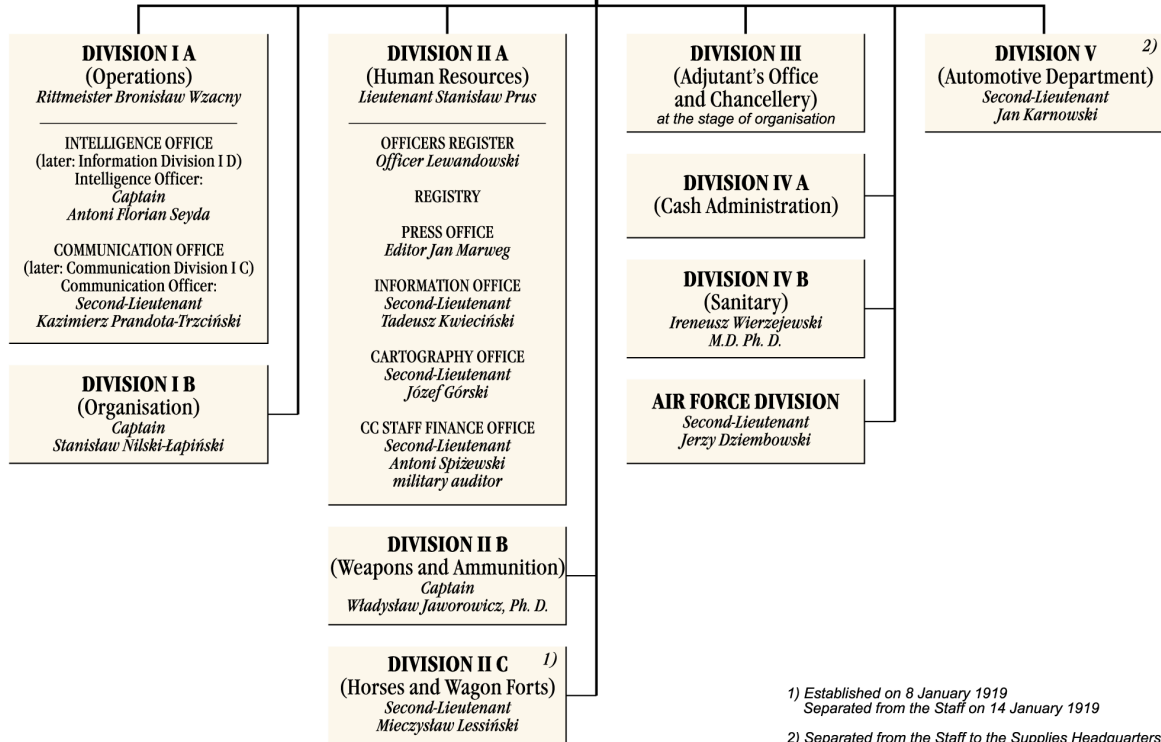 DIVISION I A
(Operations)
Rittmeister Bronisław Wzacny
INTELLIGENCE OFFICE
(later: Information Division I D)
Intelligence Officer:
Captain
Antoni Florian Seyda
COMMUNICATION OFFICE
(later: Communication Division I C)
Communication Officer:
Second-Lieutenant
Kazimierz Prandota-Trzciński
DIVISION I B
(Organisation)
Captain
Stanisław Nilski-Łapiński
DIVISION II A
(Human Resources)
Lieutenant Stanisław Prus
OFFICERS REGISTER
Officer Lewandowski
REGISTRY
PRESS OFFICE
Editor Jan Marweg
INFORMATION OFFICE
Second-Lieutenant
Tadeusz Kwieciński
CARTOGRAPHY OFFICE
Second-Lieutenant
Józef Górski
CC STAFF FINANCE OFFICE
Second-Lieutenant
Antoni Spiżewski
military auditor
DIVISION II B
(Weapons and Ammunition)
Captain
Władysław Jaworowicz, Ph. D.
DIVISION II C 1)
(Horses and Wagon Forts)
Second-Lieutenant
Mieczysław Lessiński
DIVISION III
(Adjutant's Office
and Chancellery)
at the stage of organisation
DIVISION IV A
(Cash Administration)
DIVISION IV B
(Sanitary)
Ireneusz Wierzejewski
M.D. Ph. D.
AIR FORCE DIVISION
Second-Lieutenant
Jerzy Dziembowski
DIVISION V 2)
(Automotive Department)
Second-Lieutenant
Jan Karnowski
1) Established on 8 January 1919
Separated from the Staff on 14 January 1919
2) Separated from the Staff to the Supplies Headquarters